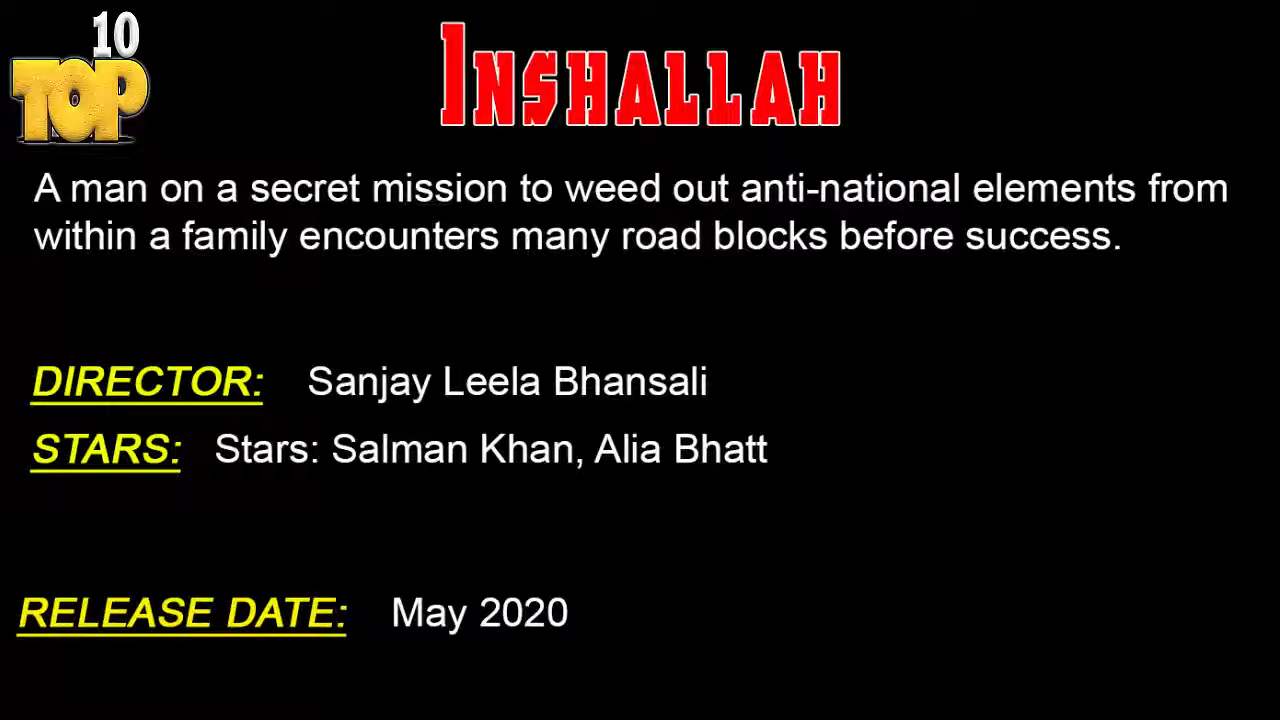 10
TOP
INSHALLAH
A man on a secret mission to weed out anti-national elements from
within a family encounters many road blocks before success.
DIRECTOR: Sanjay Leela Bhansali
STARS: Stars: Salman Khan, Alia Bhatt
RELEASE DATE: May 2020